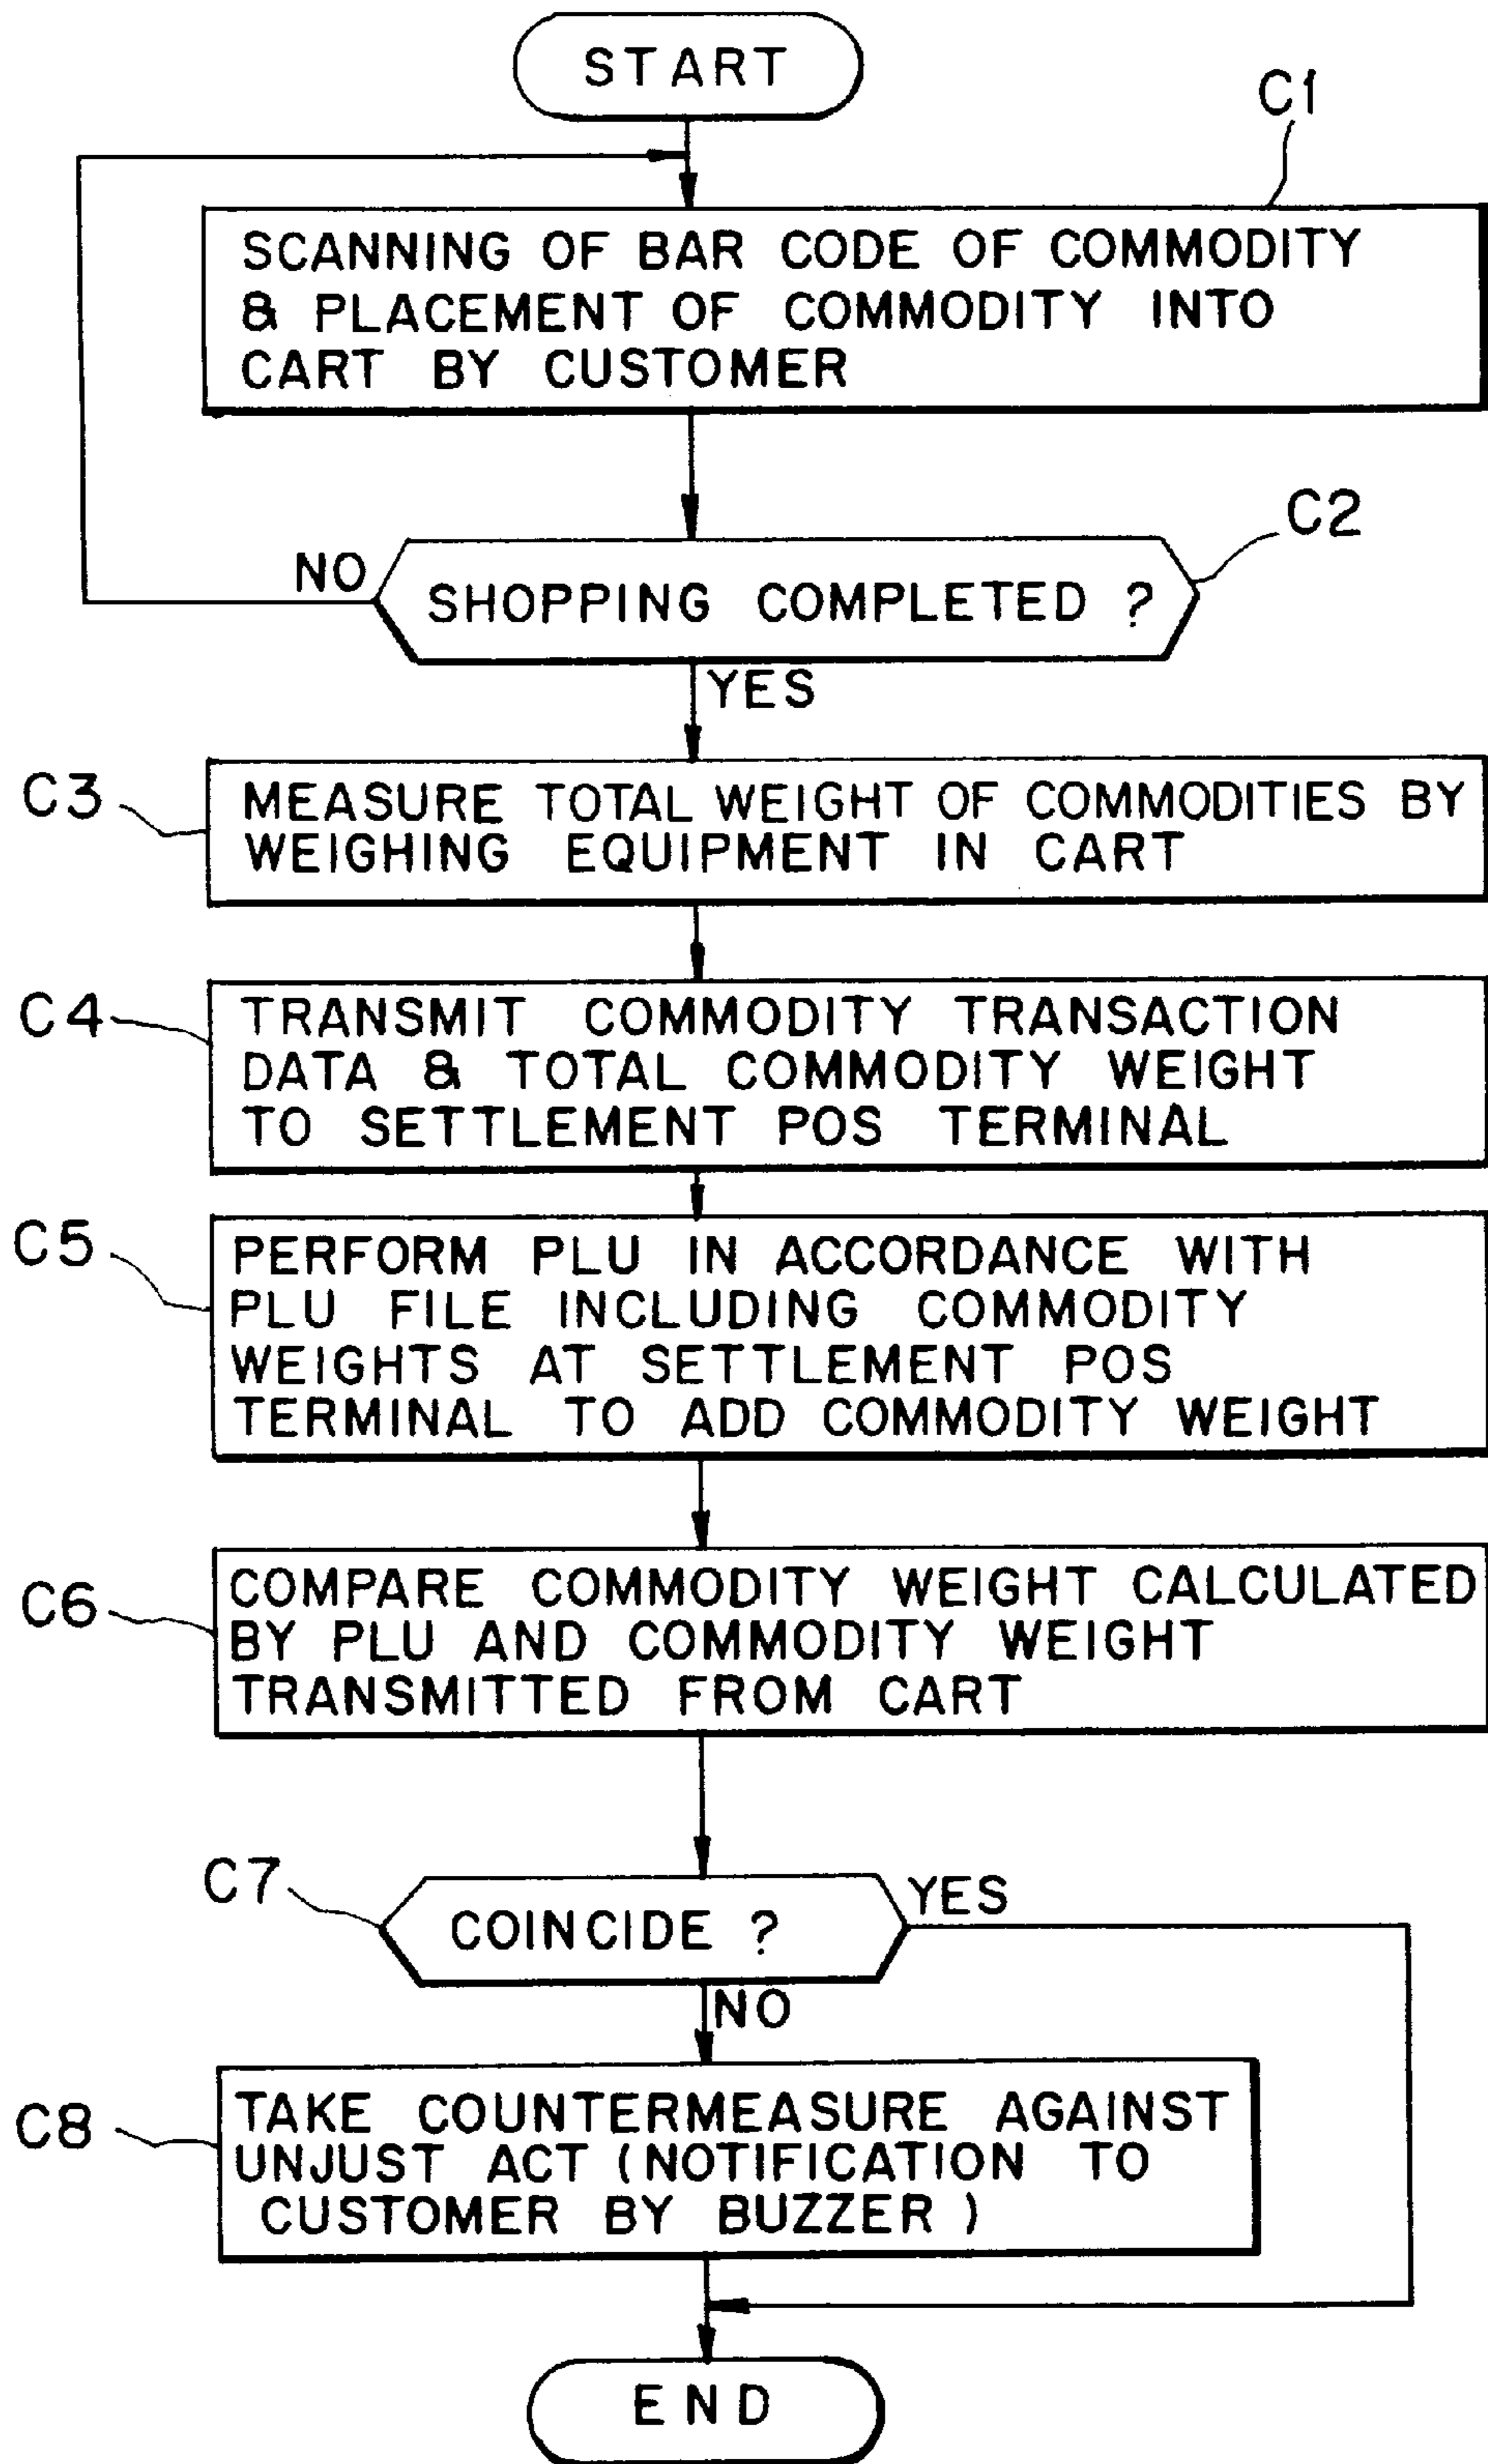 START
C1
SCANNING OF BAR CODE OF COMMODITY
& PLACEMENT OF COMMODITY INTO
CART BY CUSTOMER
C2
NO
SHOPPING COMPLETED ?
YES
C3
MEASURE TOTAL WEIGHT OF COMMODITIES BY
WEIGHING EQUIPMENT IN CART
C4
TRANSMIT COMMODITY TRANSACTION
DATA & TOTAL COMMODITY WEIGHT
TO SETTLEMENT POS TERMINAL
C5
PERFORM PLU IN ACCORDANCE WITH
PLU FILE INCLUDING COMMODITY
WEIGHTS AT SETTLEMENT POS
TERMINAL TO ADD COMMODITY WEIGHT
C6
COMPARE COMMODITY WEIGHT CALCULATED
BY PLU AND COMMODITY WEIGHT
TRANSMITTED FROM CART
C7
YES
COINCIDE ?
NO
C8
TAKE COUNTERMEASURE AGAINST
UNJUST ACT (NOTIFICATION TO
CUSTOMER BY BUZZER)
END